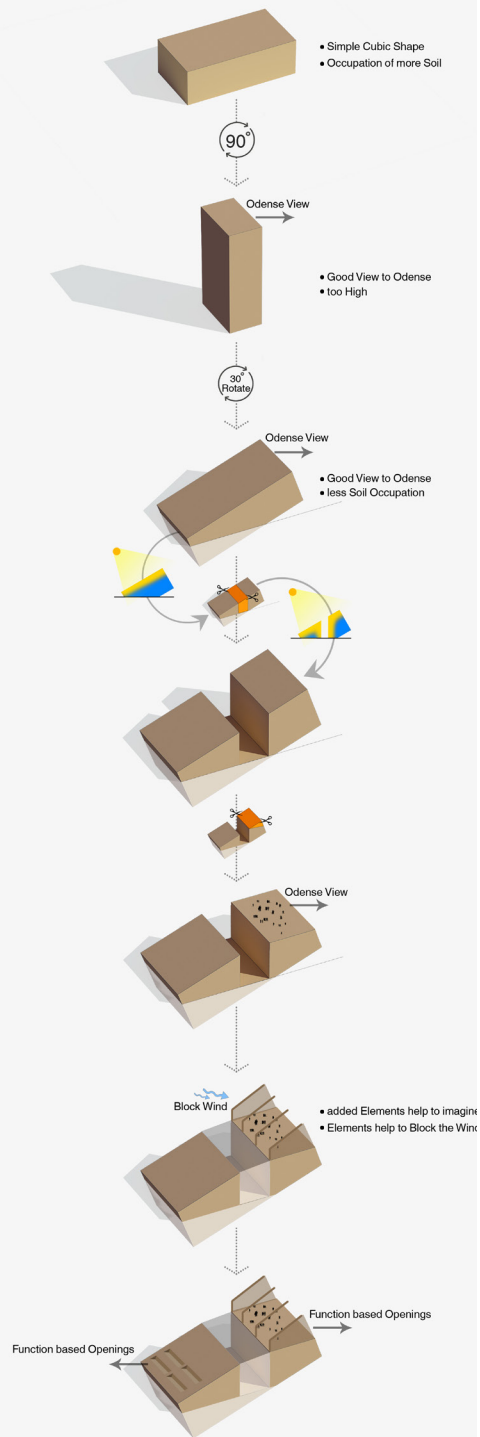 • Simple Cubic Shape
• Occupation of more Soil
90°
Odense View
• Good View to Odense
• too High
30°
Rotate
Odense View
• Good View to Odense
• less Soil Occupation
Odense View
Block Wind
• added Elements help to imagine
• Elements help to Block the Wind
Function based Openings
Function based Openings